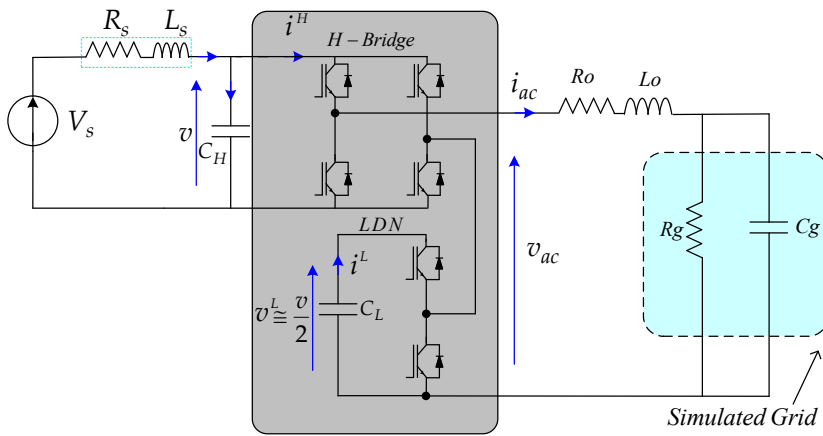 R_s L_s
i^H
H − Bridge
V_s
v
C_H
i_ac
Ro
Lo
LDN
i^L
v^L ≅ v/2
C_L
v_ac
Rg
Cg
Simulated Grid